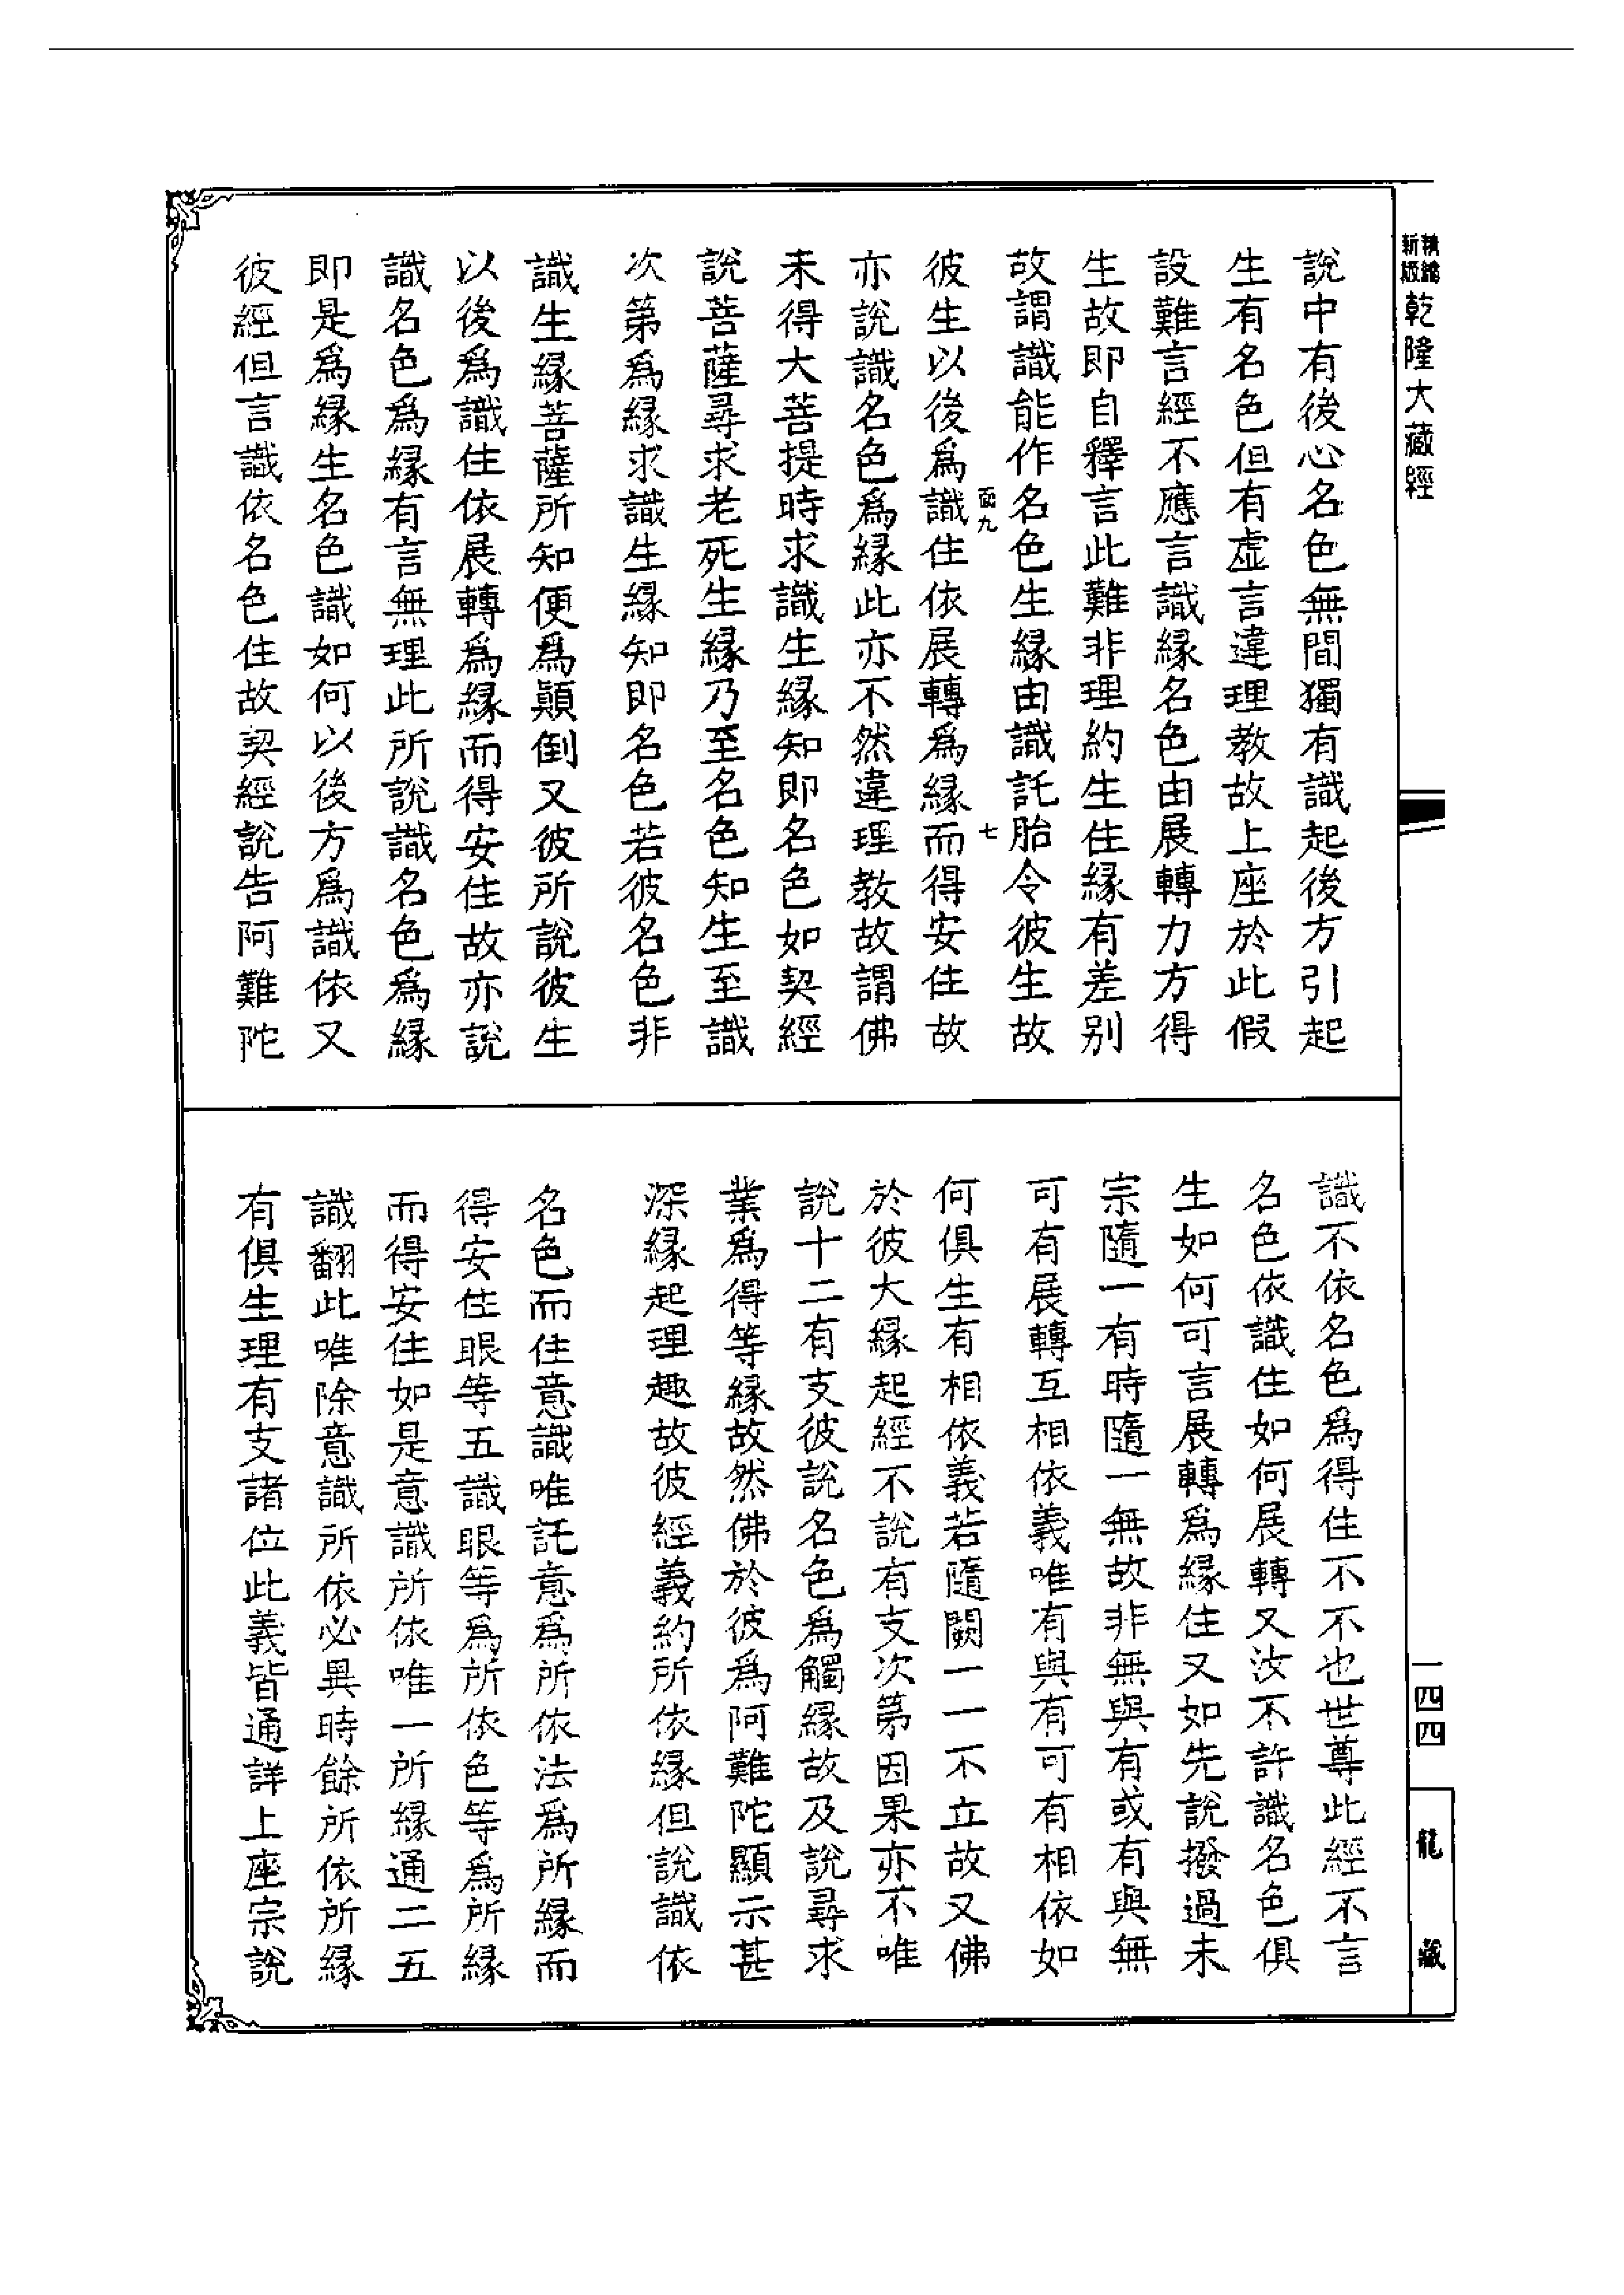 新版
精縮
乾隆大藏經
說中有後心名色無間獨有識起後方引起
生有名色但有虛言違理教故上座於此假
設難言經不應言識緣名色由展轉力方得
生故即自釋言此難非理約生住緣有差别
故謂識能作名色生緣由識託胎令彼生故
面九
七
彼生以後爲識住依展轉爲緣而得安住故
亦說識名色爲緣此亦不然違理教故謂佛
未得大菩提時求識生緣知即名色如契經
說菩薩尋求老死生緣乃至名色知生至識
次第爲緣求識生緣知即名色若彼名色非
識生緣菩薩所知便爲顛倒又彼所說彼生
以後爲識住依展轉爲緣而得安住故亦說
識名色爲緣有言無理此所說識名色爲緣
即是爲緣生名色識如何以後方爲識依又
彼經但言識依名色住故契經說告阿難陀
識不依名色爲得住不不也世尊此經不言
名色依識住如何展轉又汝不許識名色俱
生如何可言展轉爲緣住又如先說撥過未
宗隨一有時隨一無故非無與有或有與無
可有展轉互相依義唯有與有可有相依如
何俱生有相依義若隨闕一一不立故又佛
於彼大緣起經不說有支次第因果亦不唯
說十二有支彼說名色爲觸緣故及說尋求
業爲得等緣故然佛於彼爲阿難陀顯示甚
深緣起理趣故彼經義約所依緣但說識依
名色而住意識唯託意爲所依法爲所緣而
得安住眼等五識眼等爲所依色等爲所緣
而得安住如是意識所依唯一所緣通二五
識翻此唯除意識所依必異時餘所依所緣
有俱生理有支諸位此義皆通詳上座宗說
一四四
龍藏